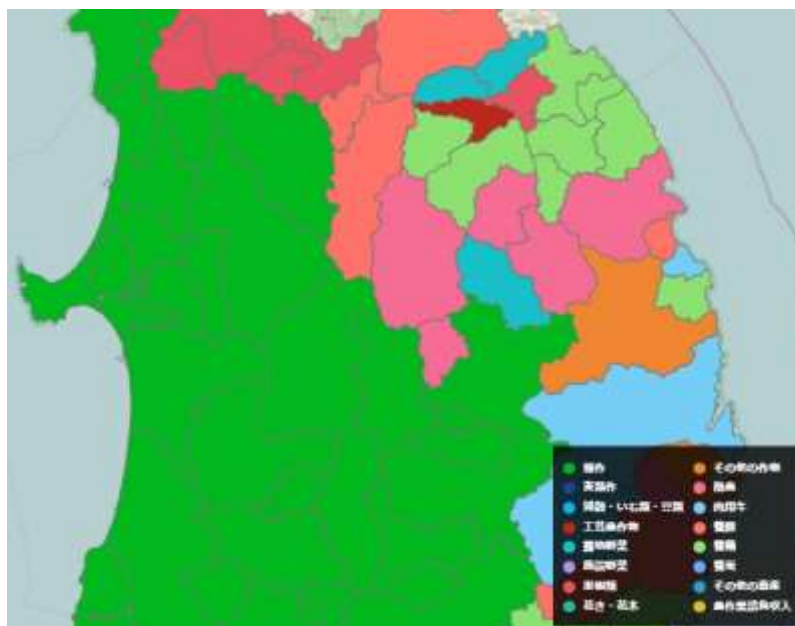 稲作
麦類作
雑穀・いも類・豆類
工芸農作物
露地野菜
施設野菜
果樹類
花き・花木
その他の作物
酪農
肉用牛
養豚
養鶏
養蚕
その他の畜産
農作業請負収入